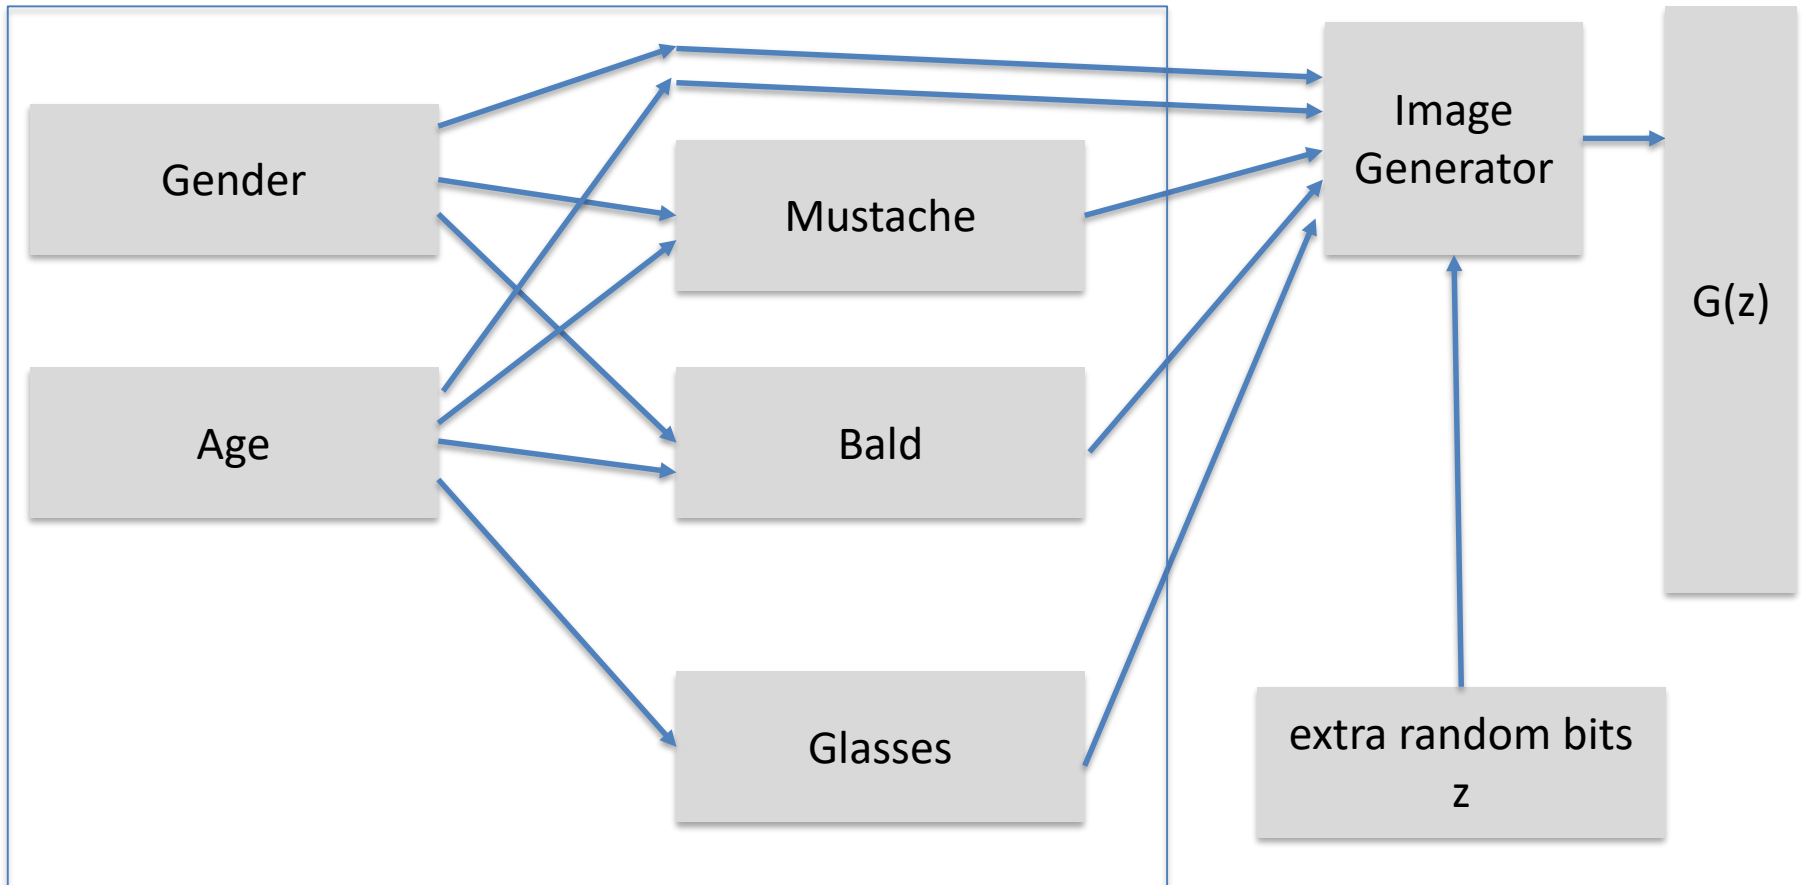 Gender
Age
Mustache
Bald
Glasses
Image
Generator
extra random bits
z
G(z)